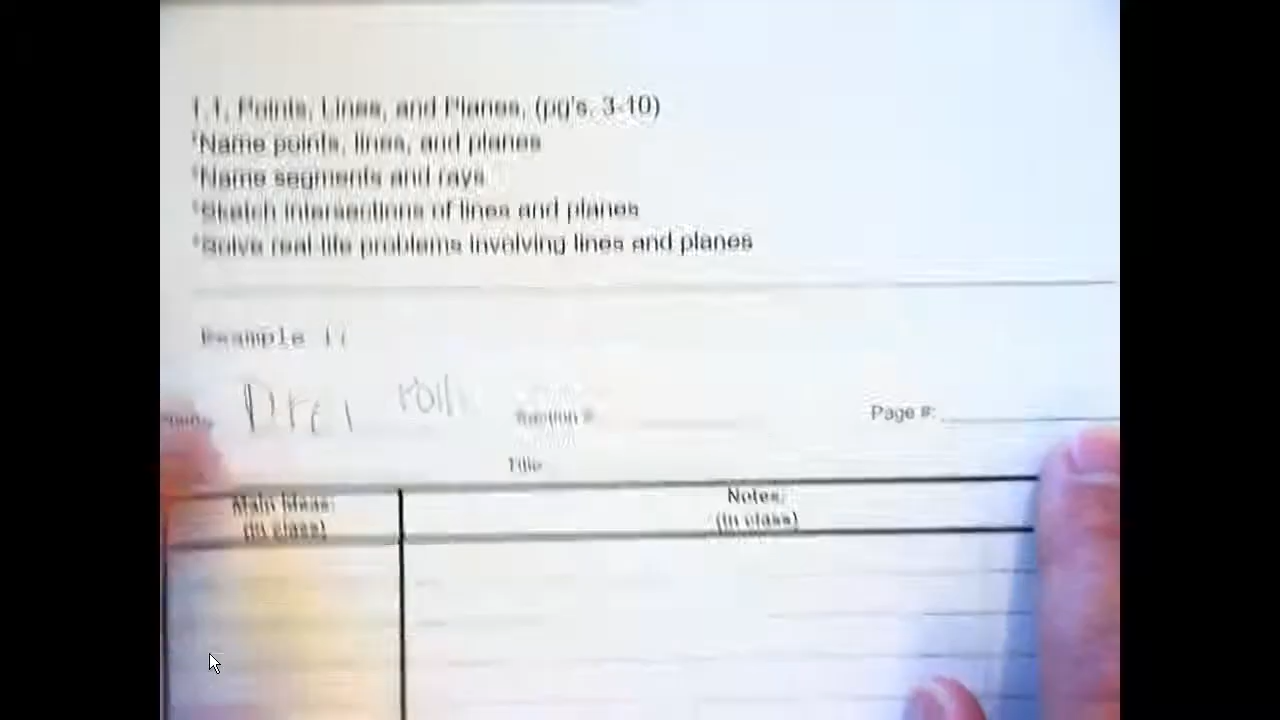 1.1, Points, Lines, and Planes, (pg's. 3-10)
*Name points, lines, and planes
*Name segments and rays
*Sketch intersections of lines and planes
*Solve real-life problems involving lines and planes
Example 1:
Section #: Page #:
Title
Main Ideas: Notes:
(in class) (in class)